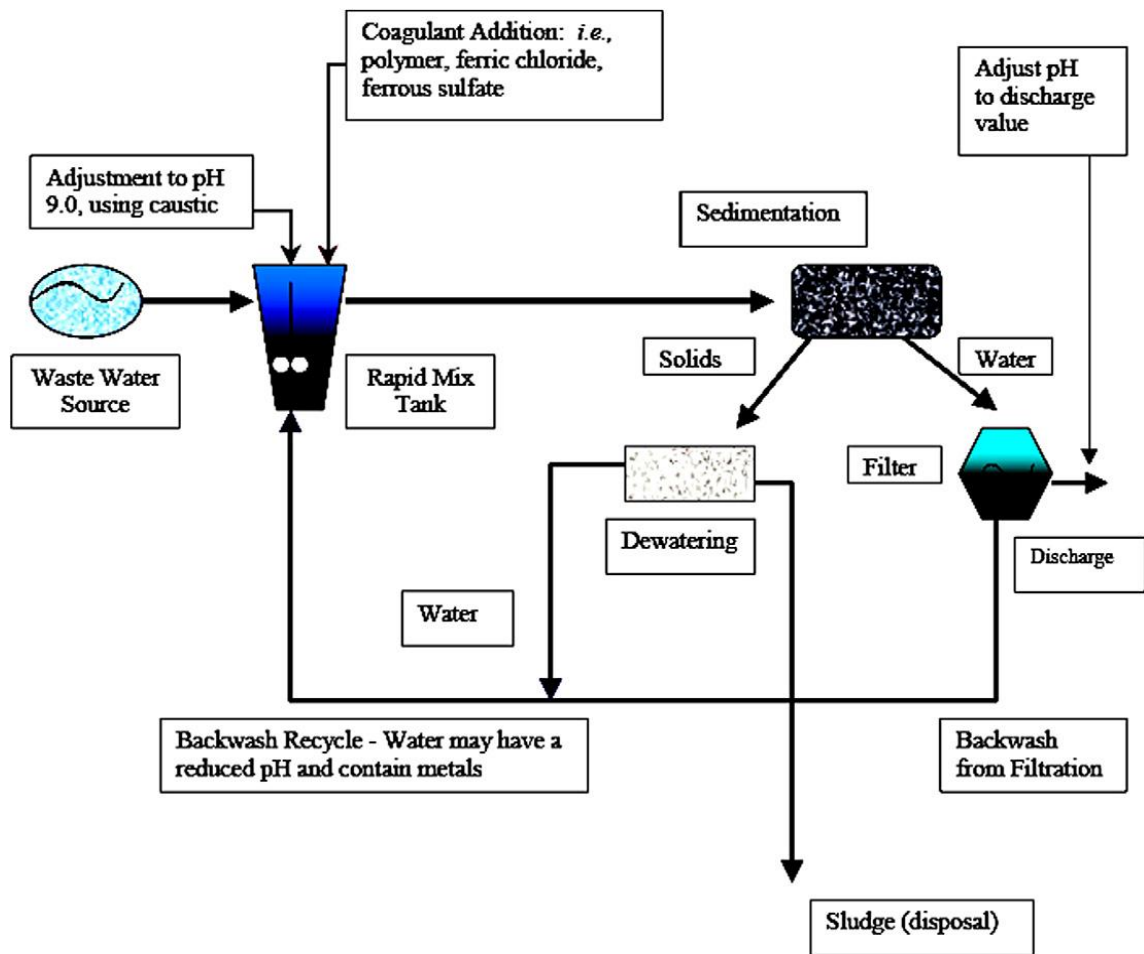 Coagulant Addition: i.e.,
polymer, ferric chloride,
ferrous sulfate
Adjust pH
to discharge
value
Adjustment to pH
9.0, using caustic
Sedimentation
Waste Water
Source
Rapid Mix
Tank
Solids
Water
Filter
Dewatering
Discharge
Water
Backwash Recycle - Water may have a
reduced pH and contain metals
Backwash
from Filtration
Sludge (disposal)